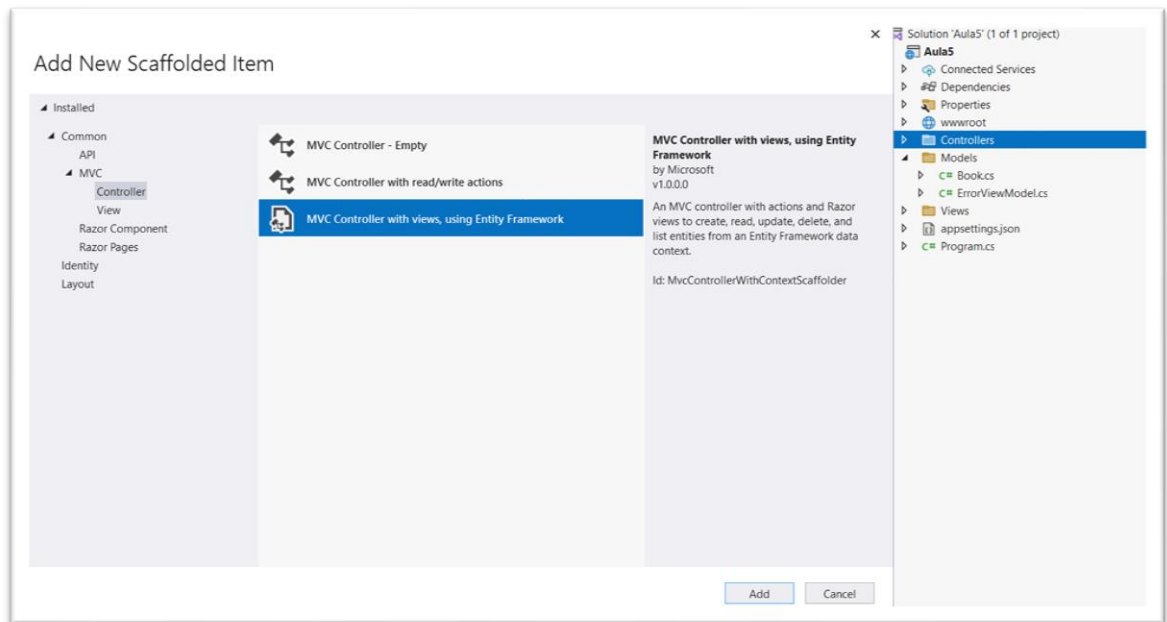 Add New Scaffolded Item
Installed
Common
API
MVC
Controller
View
Razor Component
Razor Pages
Identity
Layout
MVC Controller - Empty
MVC Controller with read/write actions
MVC Controller with views, using Entity Framework
MVC Controller with views, using Entity
Framework
by Microsoft
v1.0.0.0
An MVC controller with actions and Razor
views to create, read, update, delete, and
list entities from an Entity Framework data
context.
Id: MvcControllerWithContextScaffolder
Add
Cancel
Solution 'Aula5' (1 of 1 project)
Aula5
Connected Services
Dependencies
Properties
wwwroot
Controllers
Models
C# Book.cs
C# ErrorViewModel.cs
Views
appsettings.json
C# Program.cs